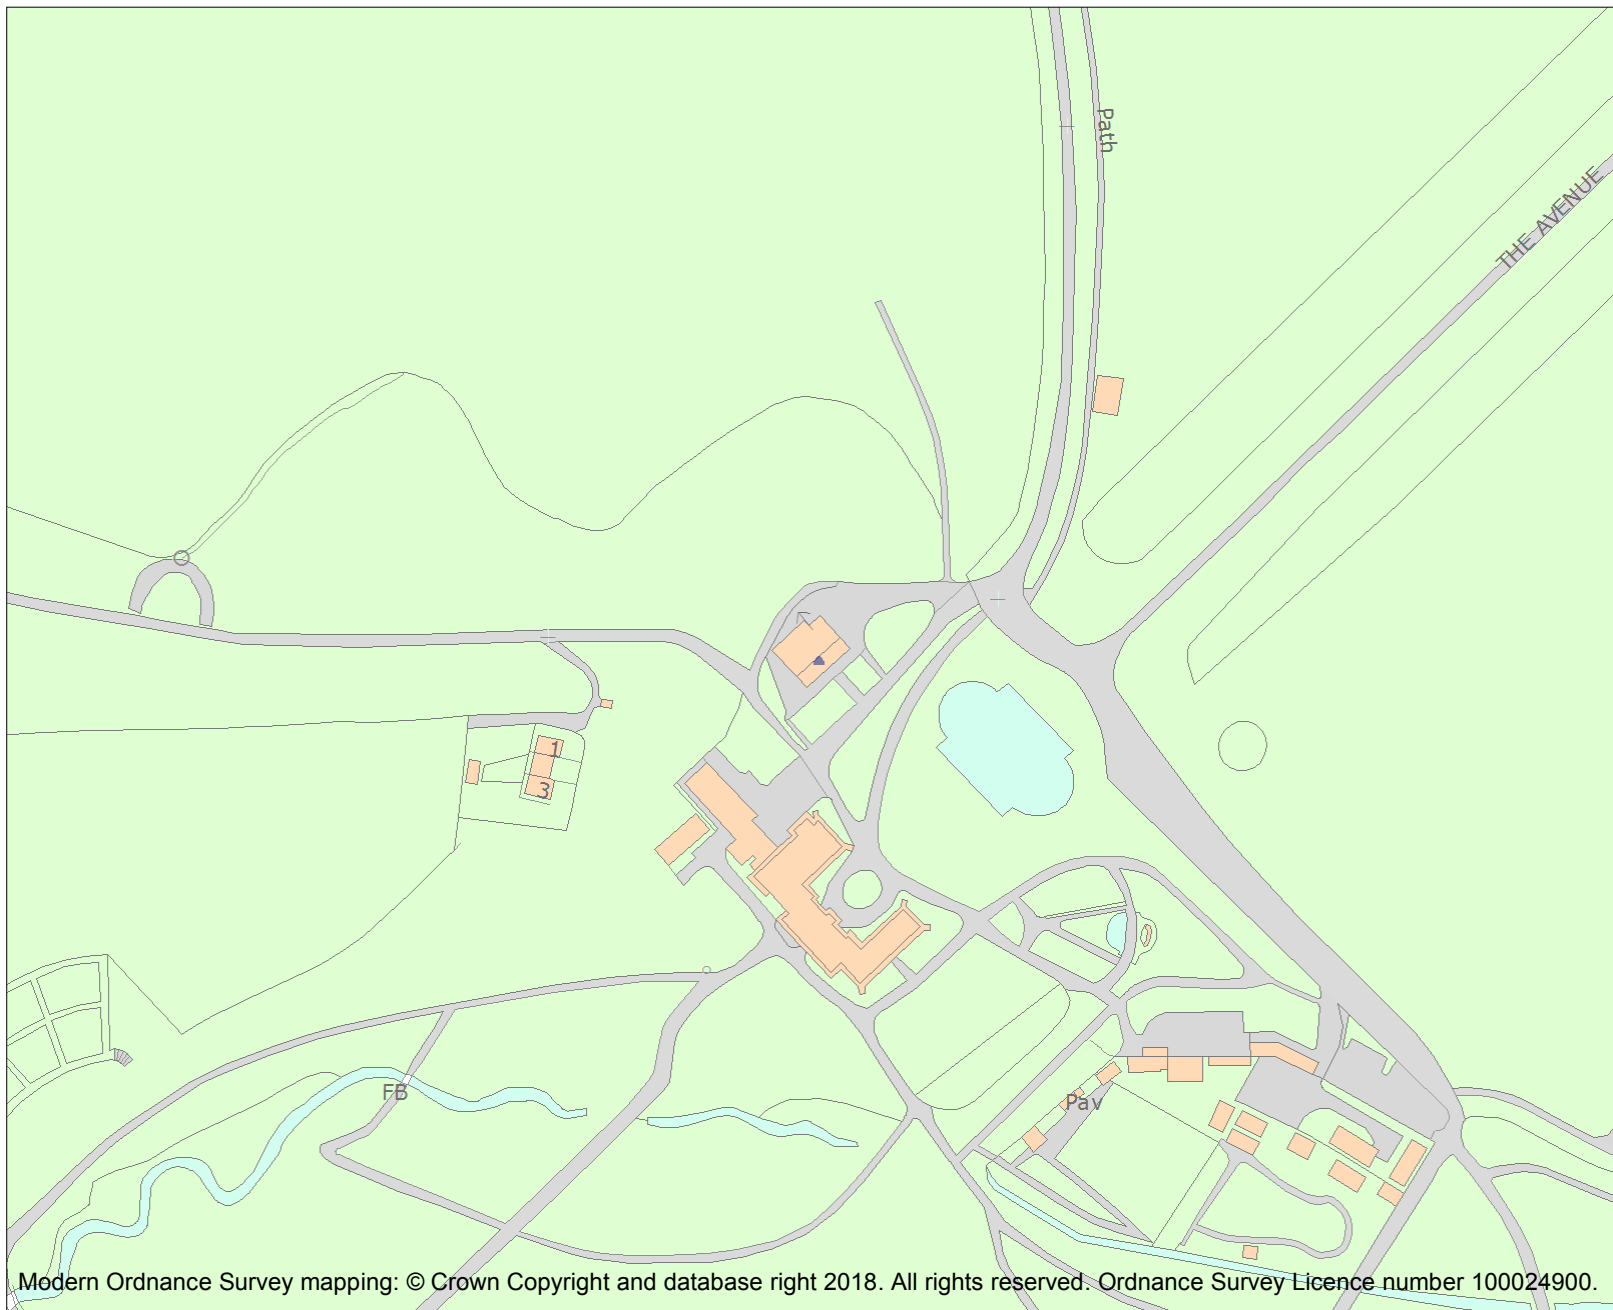 Path
THE AVENUE
1
3
FB
Pav
Modern Ordnance Survey mapping: © Crown Copyright and database right 2018. All rights reserved. Ordnance Survey Licence number 100024900.